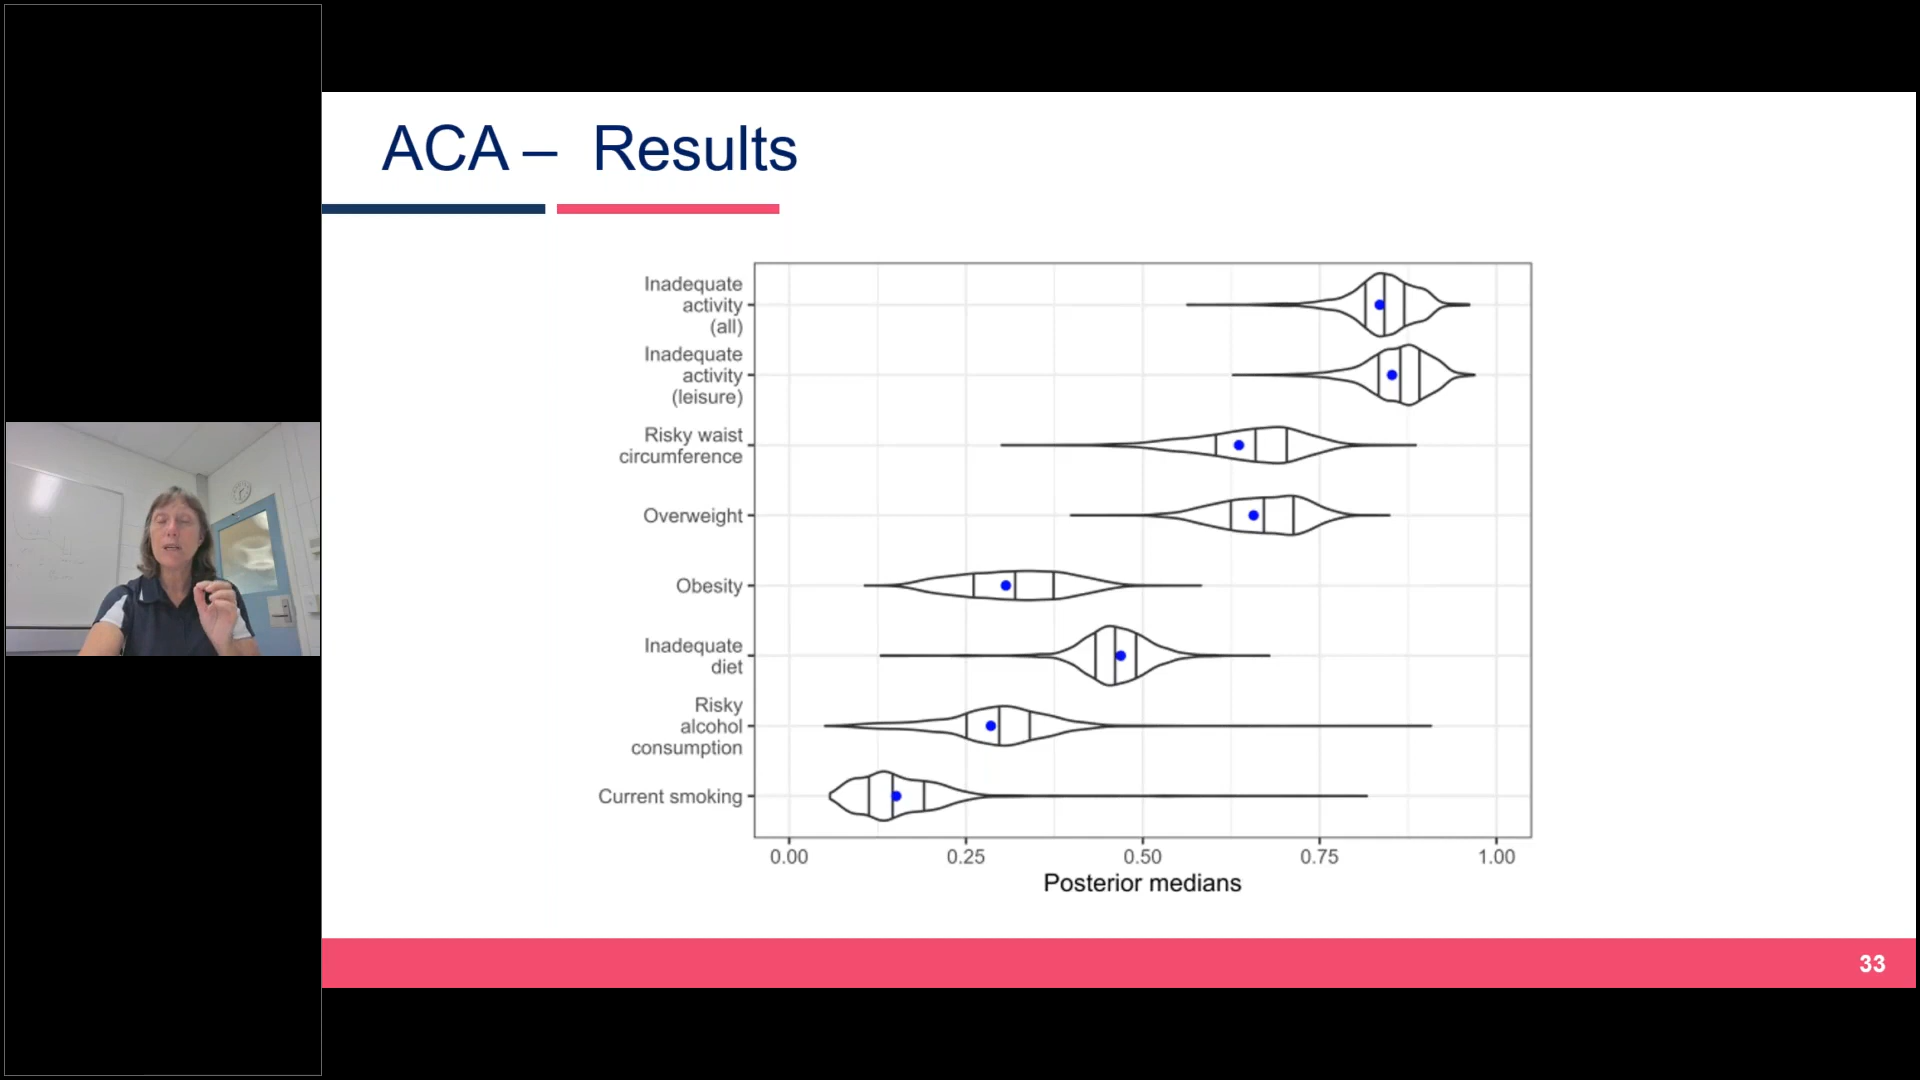 ACA – Results
Inadequate
activity
(all)
Inadequate
activity
(leisure)
Risky waist
circumference
Overweight
Obesity
Inadequate
diet
Risky
alcohol
consumption
Current smoking
0.00 0.25 0.50 0.75 1.00
Posterior medians
33